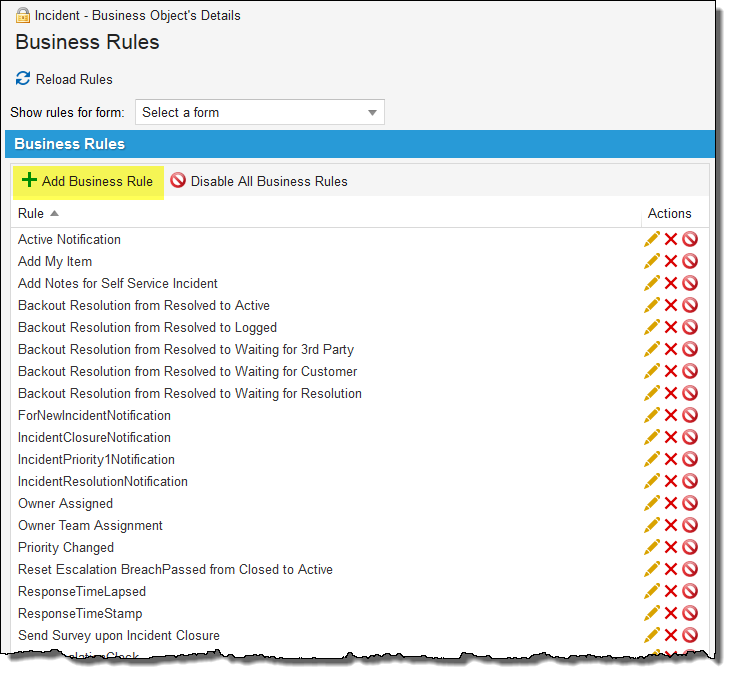 Incident - Business Object's Details
Business Rules
Reload Rules
Show rules for form: Select a form
Business Rules
Add Business Rule Disable All Business Rules
Rule Actions
Active Notification
Add My Item
Add Notes for Self Service Incident
Backout Resolution from Resolved to Active
Backout Resolution from Resolved to Logged
Backout Resolution from Resolved to Waiting for 3rd Party
Backout Resolution from Resolved to Waiting for Customer
Backout Resolution from Resolved to Waiting for Resolution
ForNewIncidentNotification
IncidentClosureNotification
IncidentPriority1Notification
IncidentResolutionNotification
Owner Assigned
Owner Team Assignment
Priority Changed
Reset Escalation BreachPassed from Closed to Active
ResponseTimeLapsed
ResponseTimeStamp
Send Survey upon Incident Closure